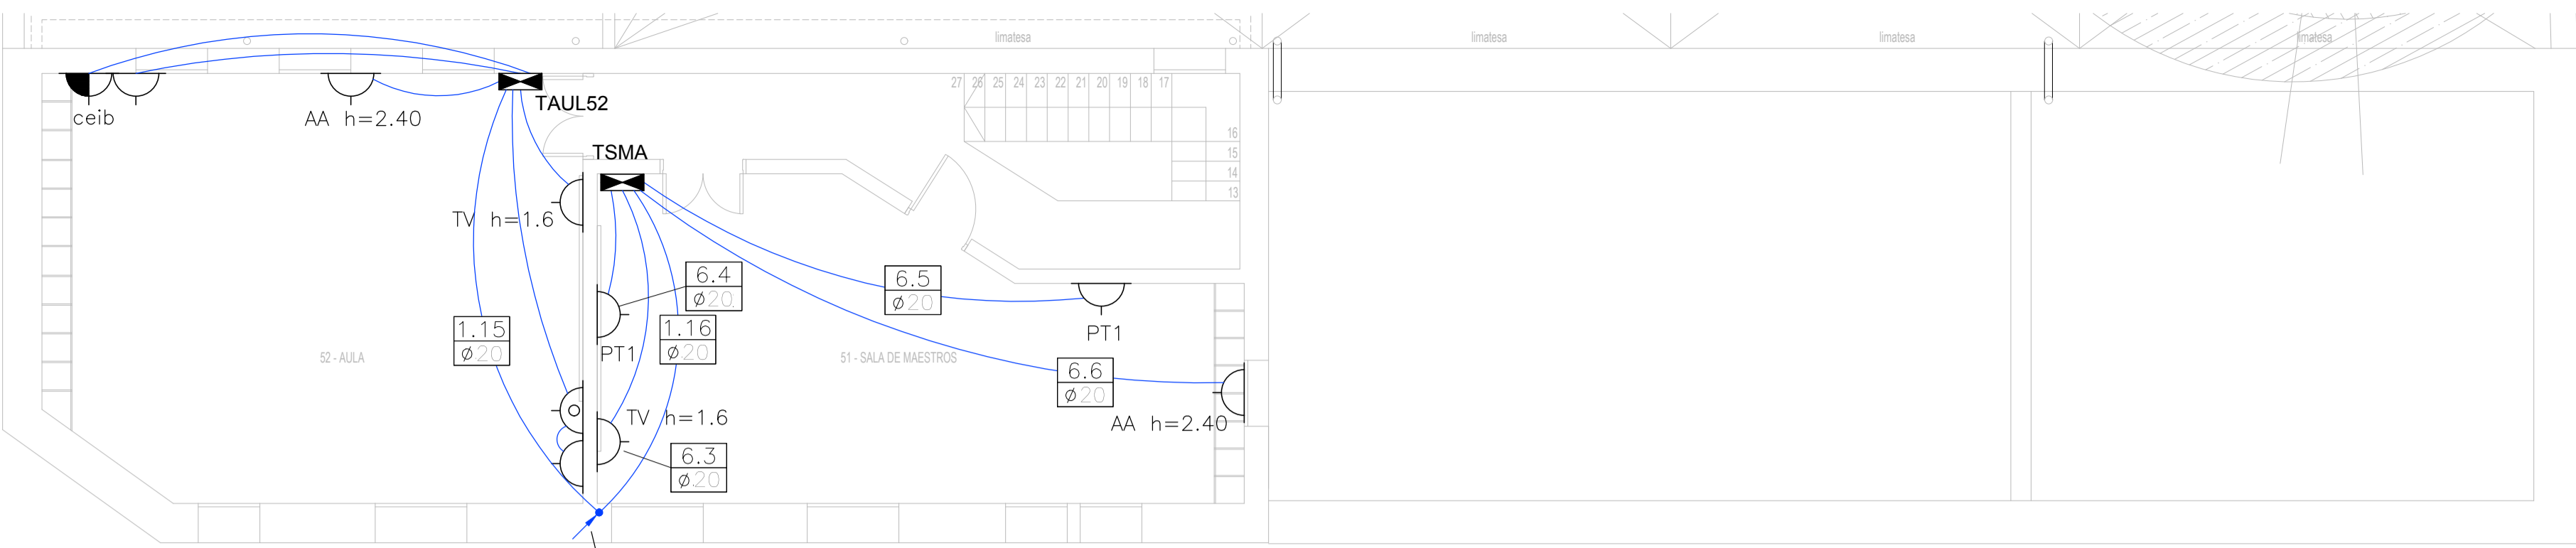 limatesa
limatesa
limatesa
limatesa
27 26 25 24 23 22 21 20 19 18 17
16
15
14
13
ceib
AA h=2.40
TAUL52
TSMA
TV h=1.6
6.4
ø20
6.5
ø20
1.15
ø20
1.16
ø20
PT1
PT1
52 - AULA
51 - SALA DE MAESTROS
6.6
ø20
TV h=1.6
AA h=2.40
6.3
ø20